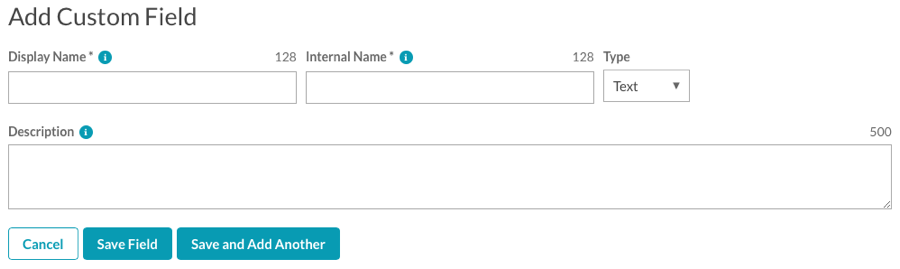 Add Custom Field
Display Name * i 128 Internal Name * i 128 Type
Text
Description i 500
Cancel Save Field Save and Add Another